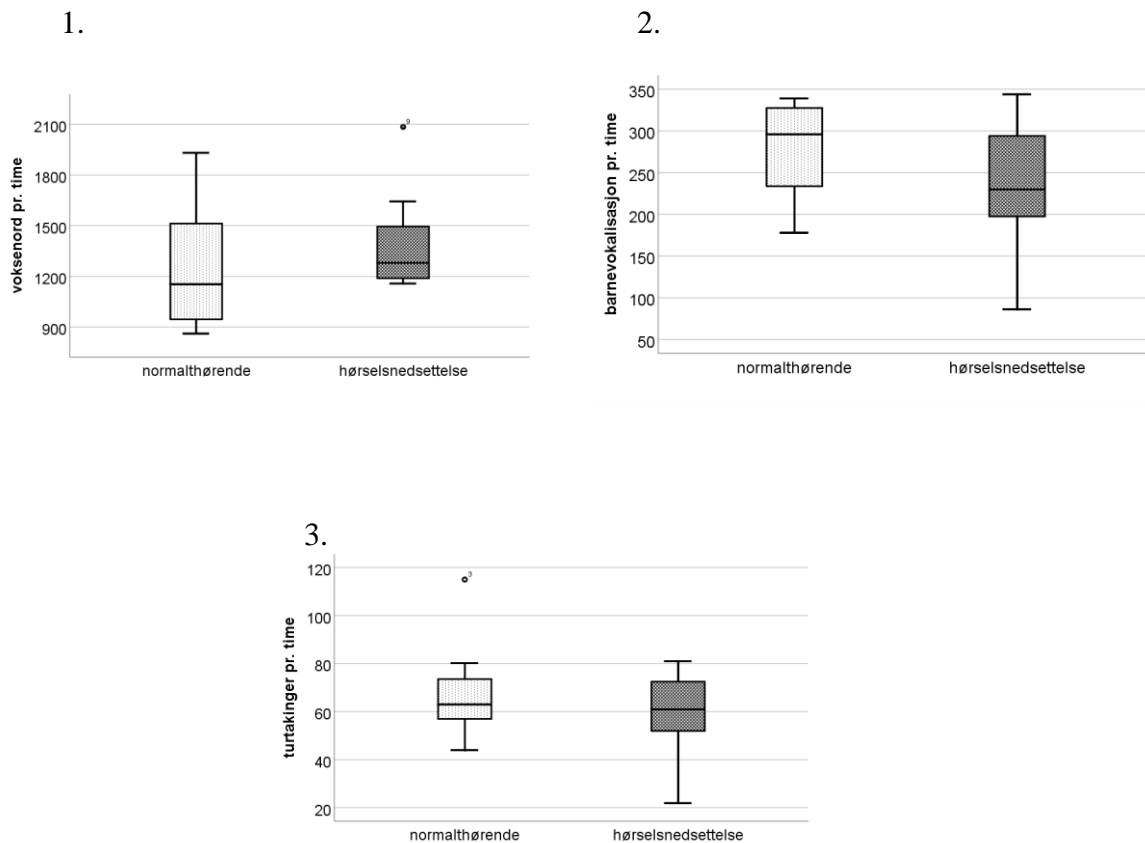 1.
voksenord pr. time
2100
9
1800
1500
1200
900
normalthørende
hørselsnedsettelse
2.
barnevokalisasjon pr. time
350
300
250
200
150
100
50
normalthørende
hørselsnedsettelse
3.
turtakinger pr. time
120
3
100
80
60
40
20
normalthørende
hørselsnedsettelse